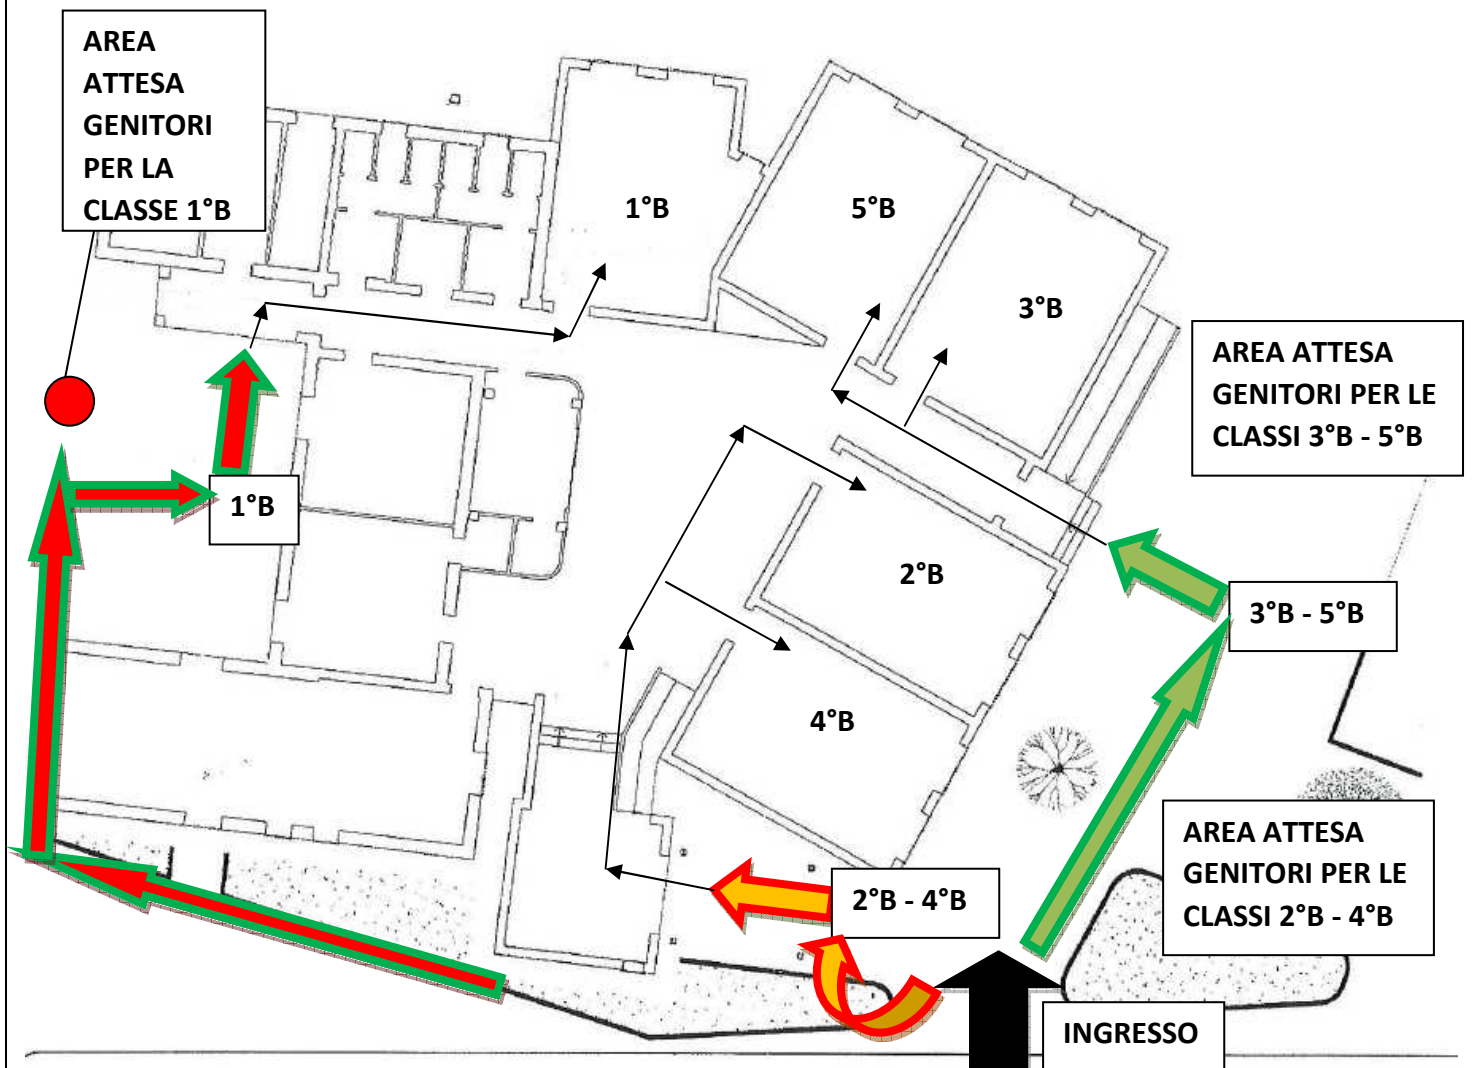 AREA
ATTESA
GENITORI
PER LA
CLASSE 1°B
1°B
5°B
3°B
AREA ATTESA
GENITORI PER LE
CLASSI 3°B - 5°B
1°B
2°B
3°B - 5°B
4°B
AREA ATTESA
GENITORI PER LE
CLASSI 2°B - 4°B
2°B - 4°B
INGRESSO